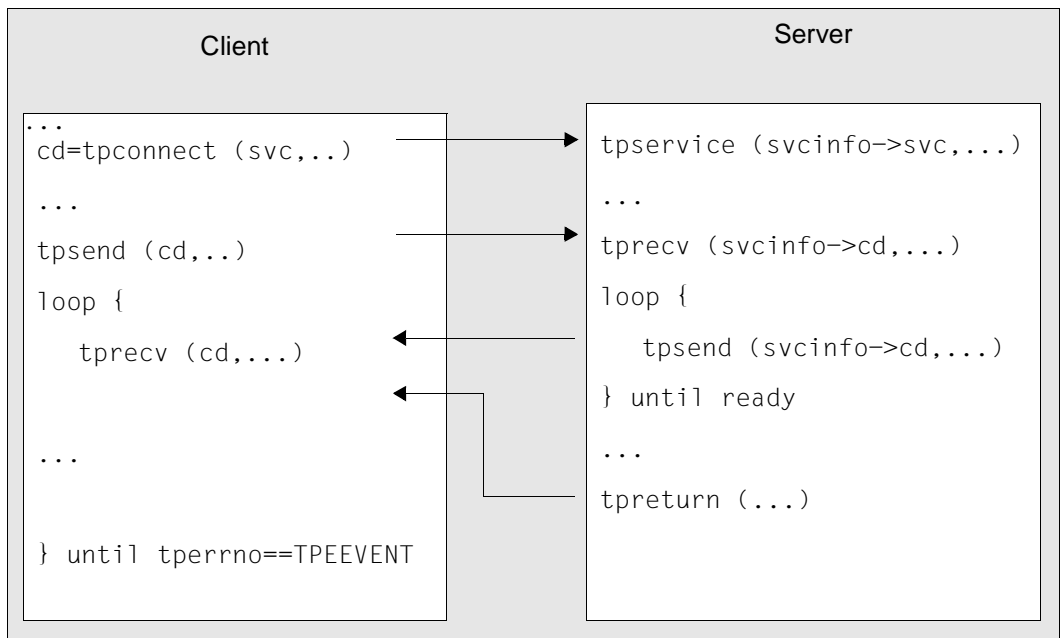 Client
...
cd=tpconnect (svc,..)
...
tpsend (cd,..)
loop {
tprecv (cd,...)
...
} until tperrno==TPEEVENT
Server
tpservice (svcinfo->svc,...)
...
tprecv (svcinfo->cd,...)
loop {
tpsend (svcinfo->cd,...)
} until ready
...
tpreturn (...)